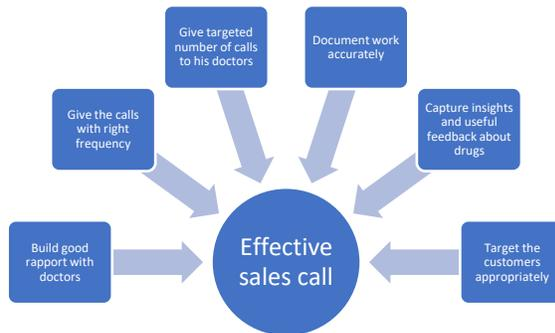 Give targeted
number of calls
to his doctors
Document work
accurately
Give the calls
with right
frequency
Capture insights
and useful
feedback about
drugs
Build good
rapport with
doctors
Effective
sales call
Target the
customers
appropriately